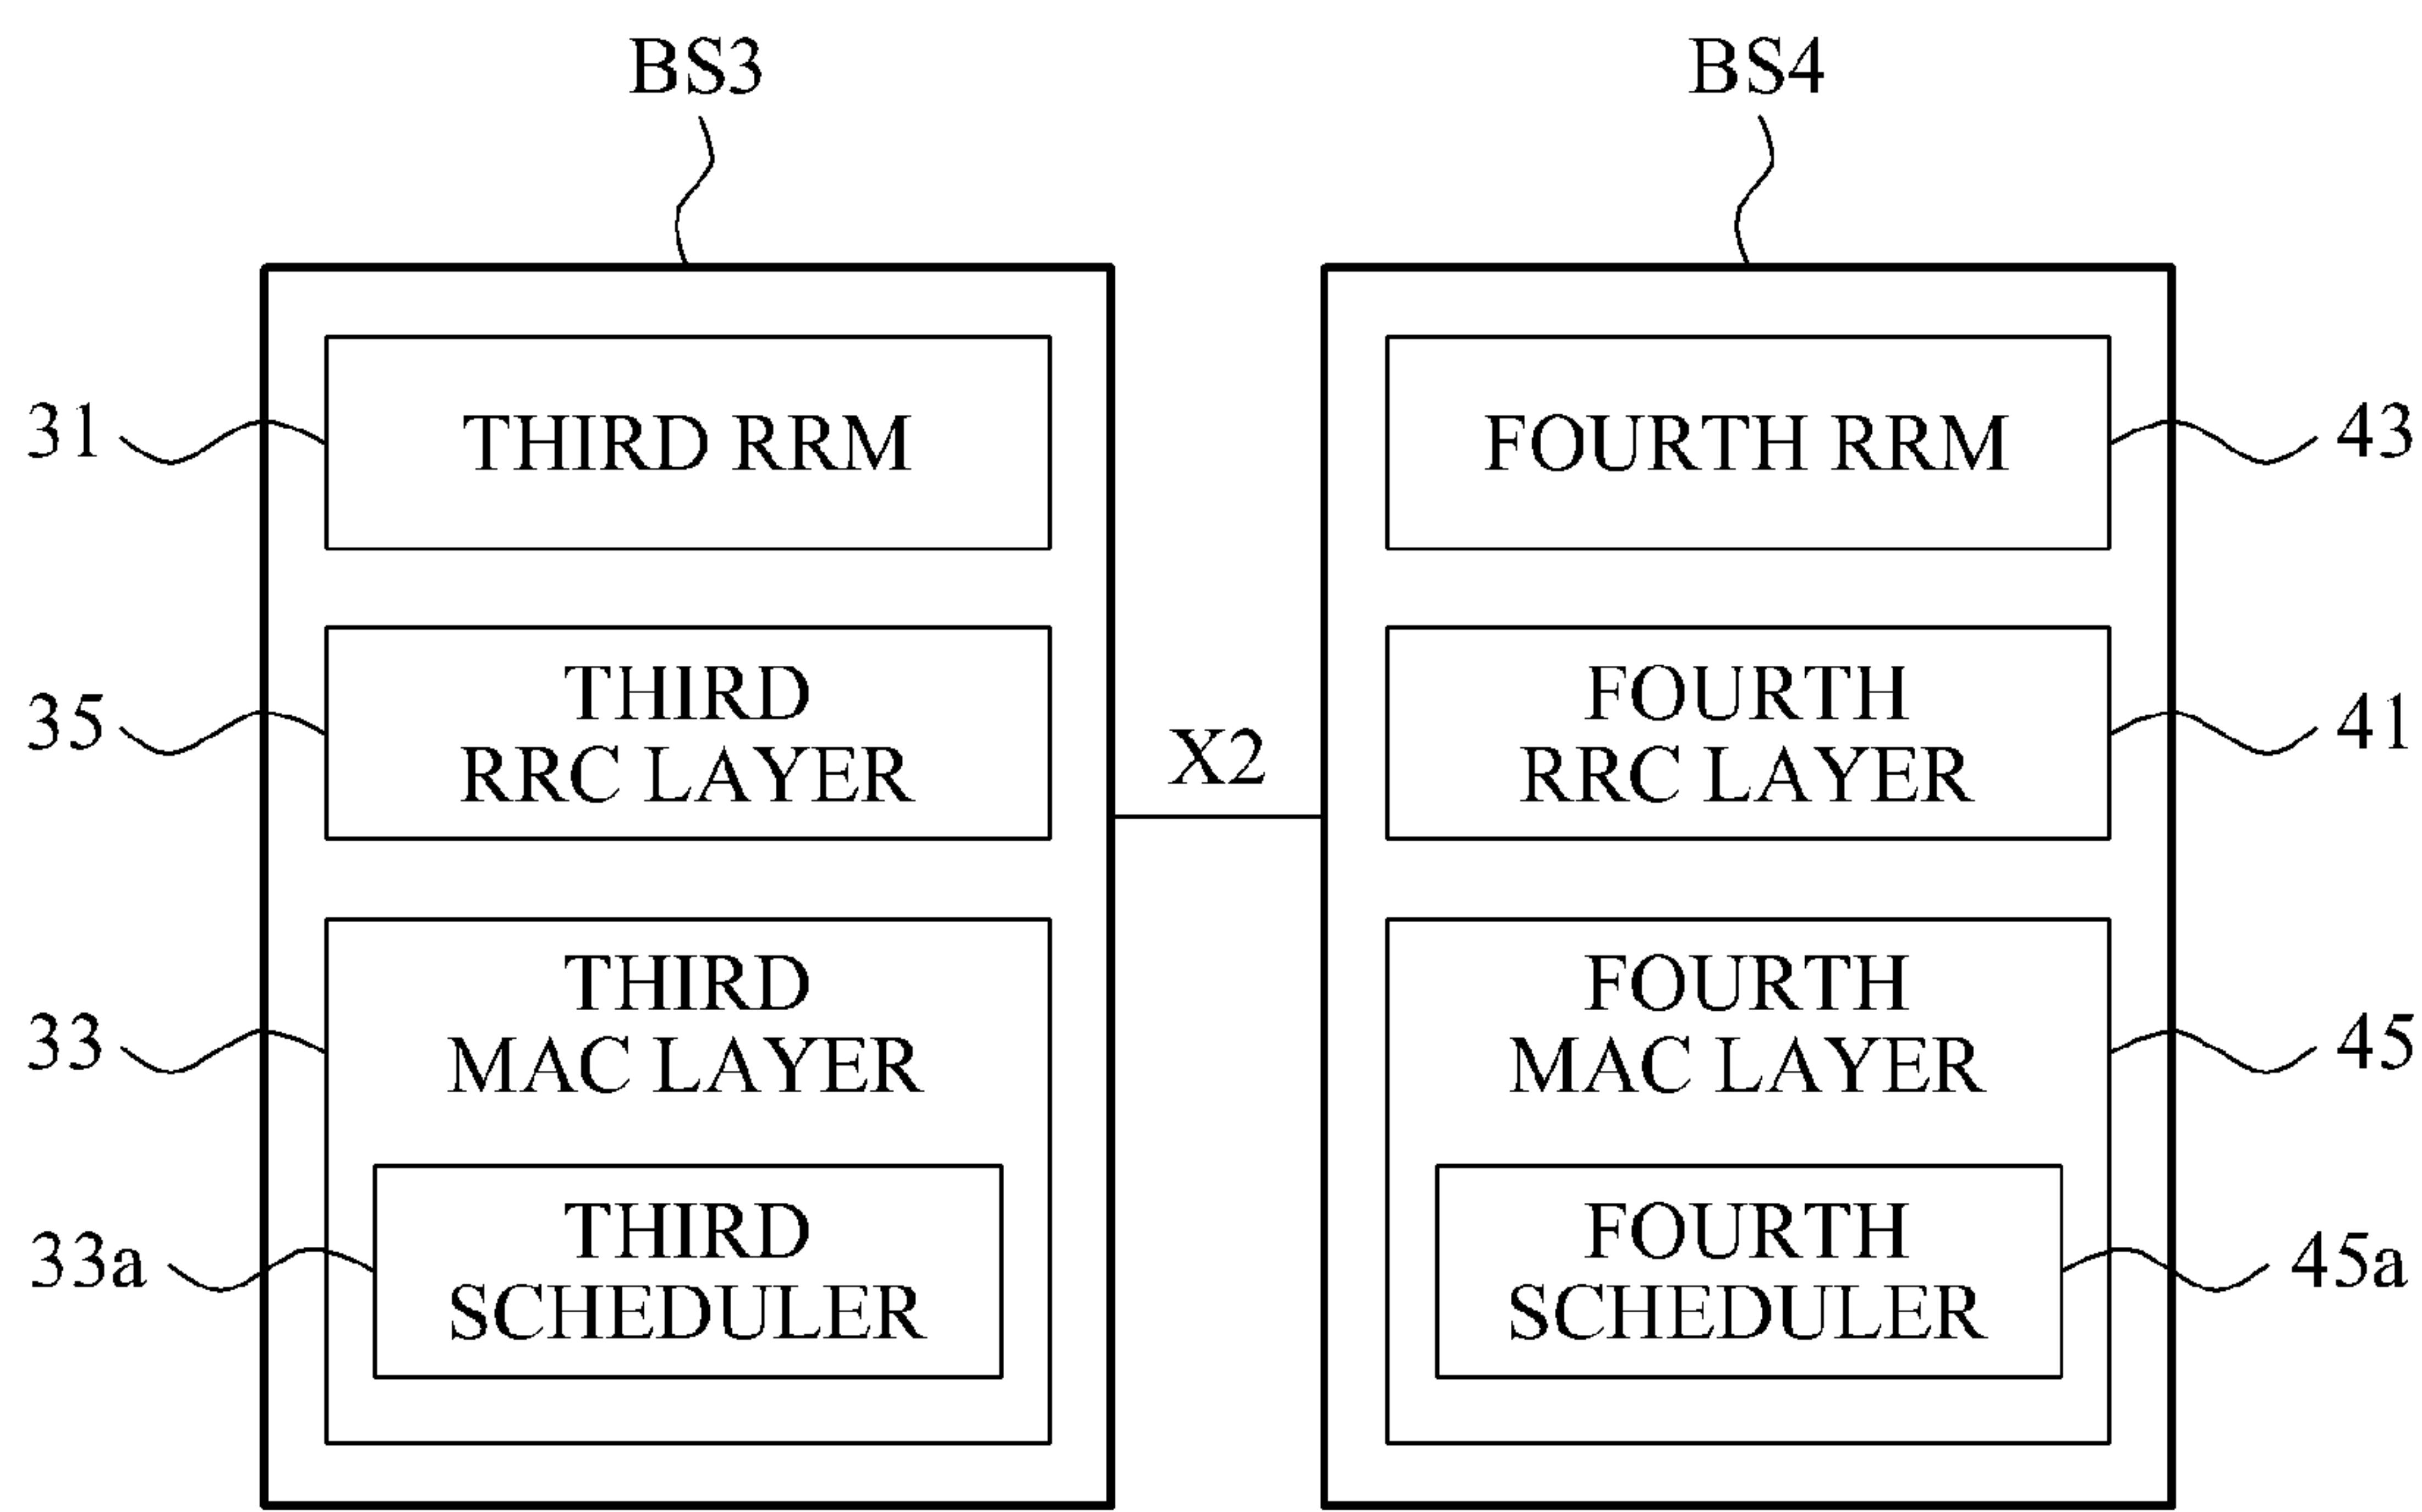 BS3
BS4
31
THIRD RRM
FOURTH RRM
43
35
THIRD
RRC LAYER
X2
FOURTH
RRC LAYER
41
33
THIRD
MAC LAYER
FOURTH
MAC LAYER
45
33a
THIRD
SCHEDULER
FOURTH
SCHEDULER
45a